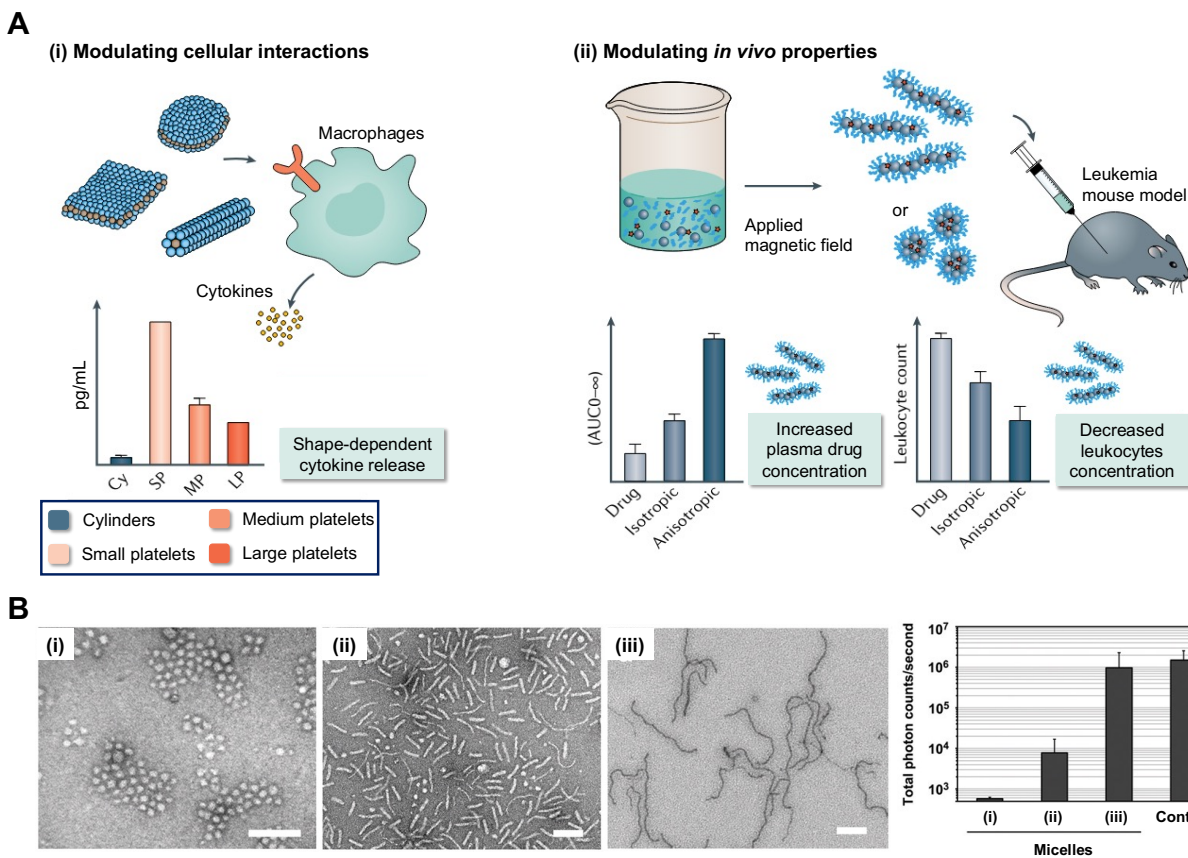 A
(i) Modulating cellular interactions
Macrophages
Cytokines
pg/mL
Cy
SP
MP
LP
Shape-dependent
cytokine release
Cylinders
Medium platelets
Small platelets
Large platelets
(ii) Modulating in vivo properties
Applied
magnetic field
or
Leukemia
mouse model
(AUC0–∞)
Drug
Isotropic
Anisotropic
Increased
plasma drug
concentration
Leukocyte count
Drug
Isotropic
Anisotropic
Decreased
leukocytes
concentration
B
(i)
(ii)
(iii)
Total photon counts/second
10⁷
10⁶
10⁵
10⁴
10³
(i)
(ii)
(iii)
Cont
Micelles